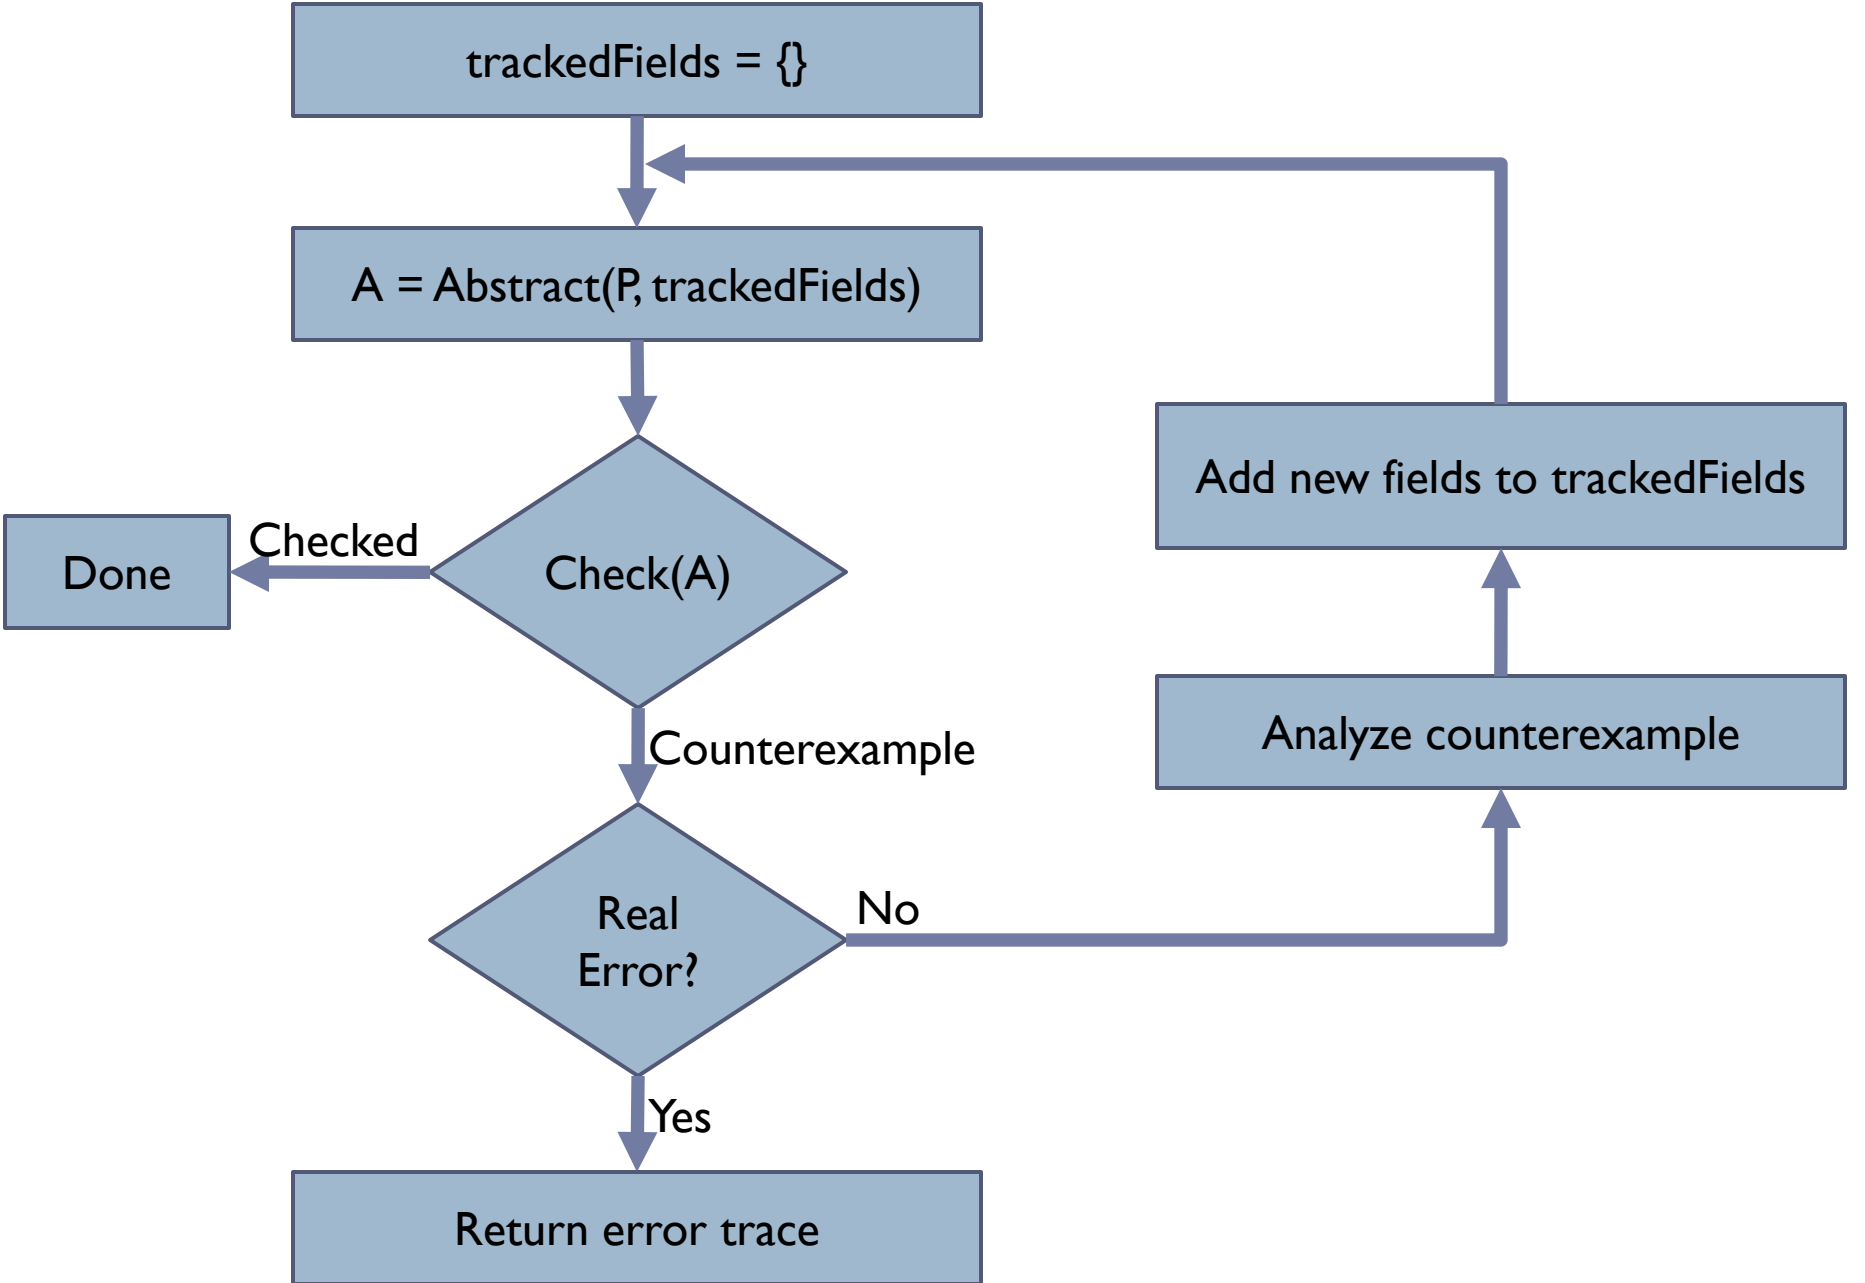 trackedFields = {}
A = Abstract(P, trackedFields)
Add new fields to trackedFields
Checked
Done
Check(A)
Analyze counterexample
Counterexample
Real
Error?
No
Yes
Return error trace